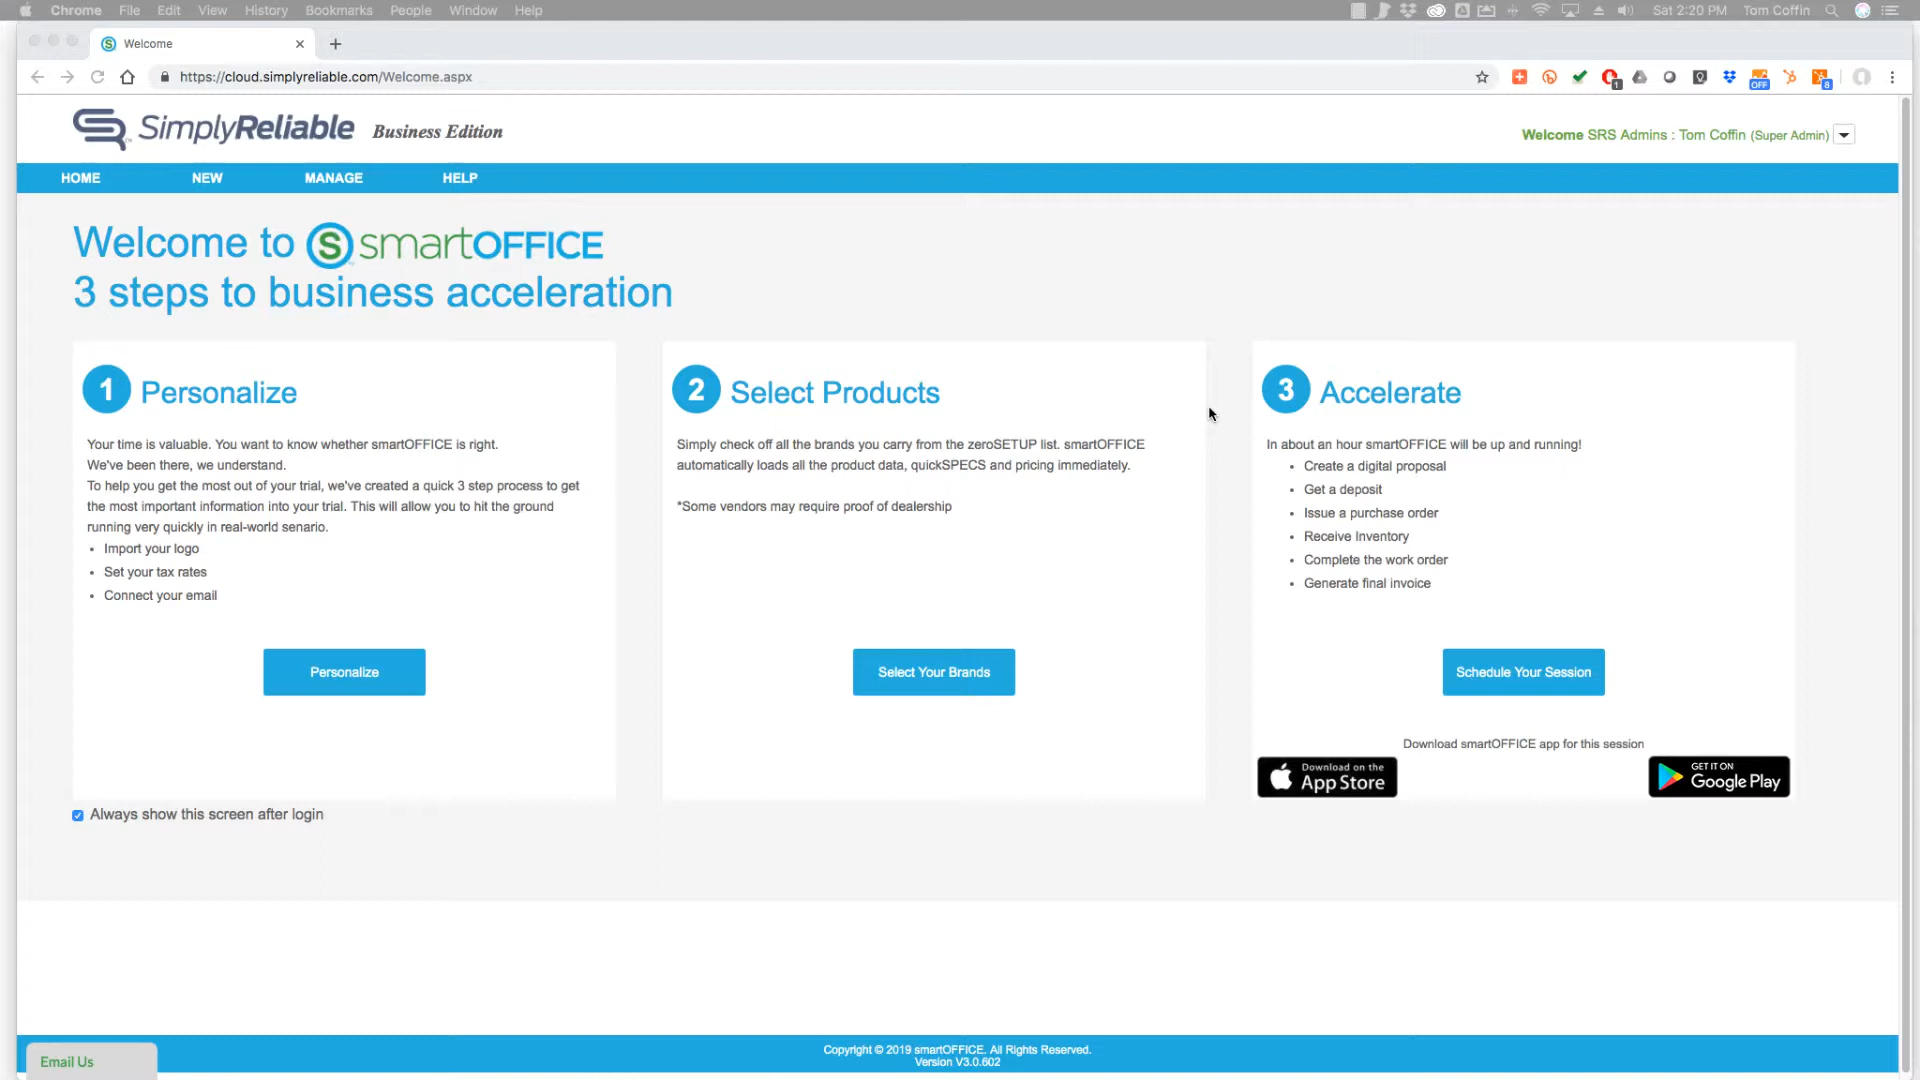 Chrome File Edit View History Bookmarks People Window Help
Sat 2:20 PM Tom Coffin
Welcome
https://cloud.simplyreliable.com/Welcome.aspx
1
OFF
8
SimplyReliable Business Edition
Welcome SRS Admins : Tom Coffin (Super Admin)
HOME NEW MANAGE HELP
Welcome to S smartOFFICE
3 steps to business acceleration
1 Personalize
Your time is valuable. You want to know whether smartOFFICE is right.
We've been there, we understand.
To help you get the most out of your trial, we've created a quick 3 step process to get
the most important information into your trial. This will allow you to hit the ground
running very quickly in real-world senario.
• Import your logo
• Set your tax rates
• Connect your email
Personalize
2 Select Products
Simply check off all the brands you carry from the zeroSETUP list. smartOFFICE
automatically loads all the product data, quickSPECS and pricing immediately.
*Some vendors may require proof of dealership
Select Your Brands
3 Accelerate
In about an hour smartOFFICE will be up and running!
• Create a digital proposal
• Get a deposit
• Issue a purchase order
• Receive Inventory
• Complete the work order
• Generate final invoice
Schedule Your Session
Download smartOFFICE app for this session
Download on the
App Store
GET IT ON
Google Play
Always show this screen after login
Copyright © 2019 smartOFFICE. All Rights Reserved.
Version V3.0.602
Email Us